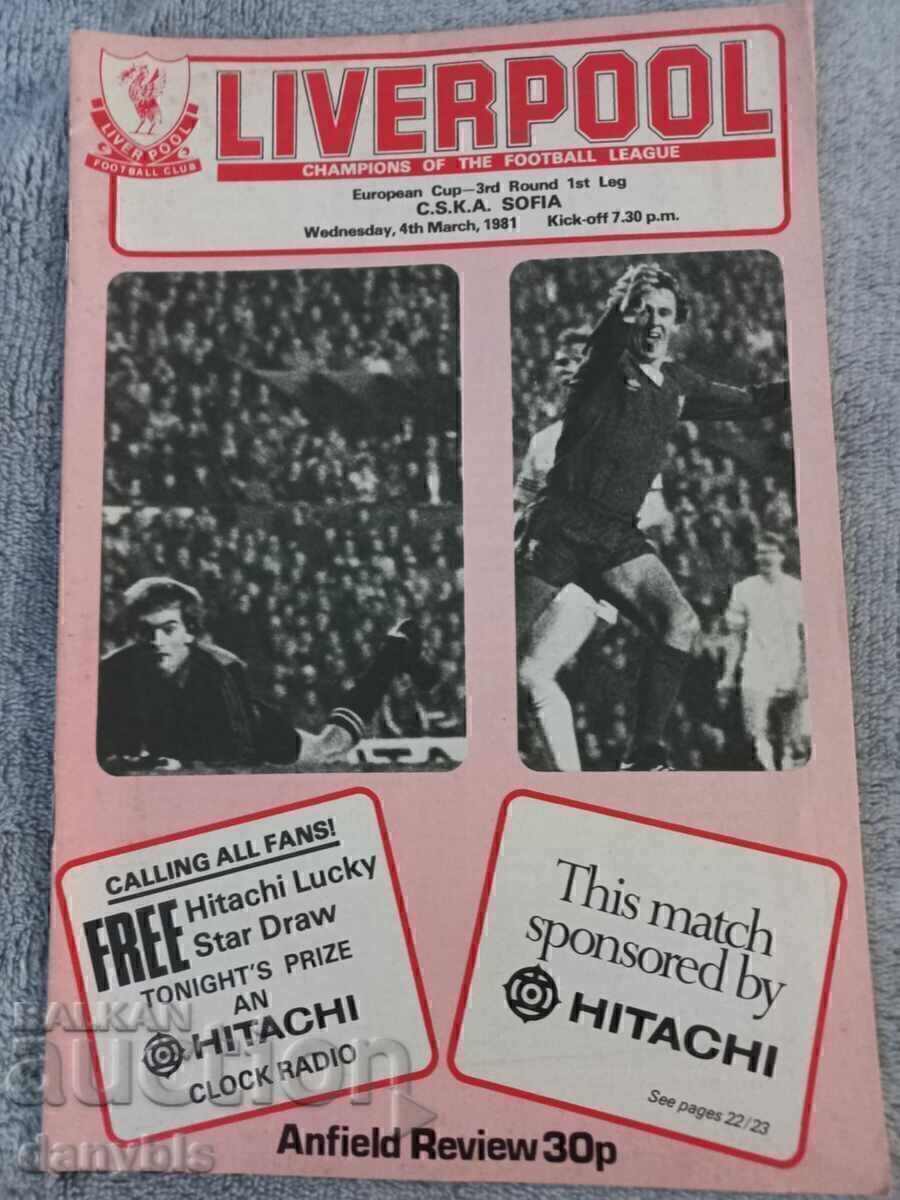 LIVERPOOL
CHAMPIONS OF THE FOOTBALL LEAGUE
LIVERPOOL
FOOTBALL CLUB
European Cup—3rd Round 1st Leg
C.S.K.A. SOFIA
Wednesday, 4th March, 1981 Kick-off 7.30 p.m.
CALLING ALL FANS!
FREE Hitachi Lucky
Star Draw
TONIGHT'S PRIZE
AN
HITACHI
CLOCK RADIO
This match
sponsored by
HITACHI
See pages 22/23
Anfield Review 30p
BALKAN
auction
danybls